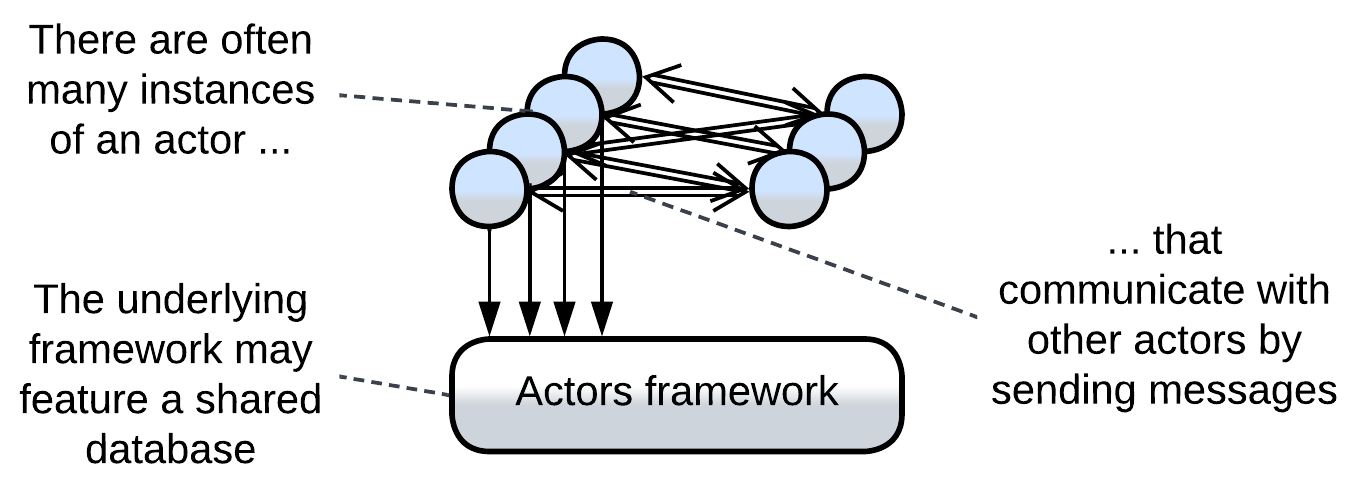 There are often
many instances
of an actor ...
... that
communicate with
other actors by
sending messages
The underlying
framework may
feature a shared
database
Actors framework